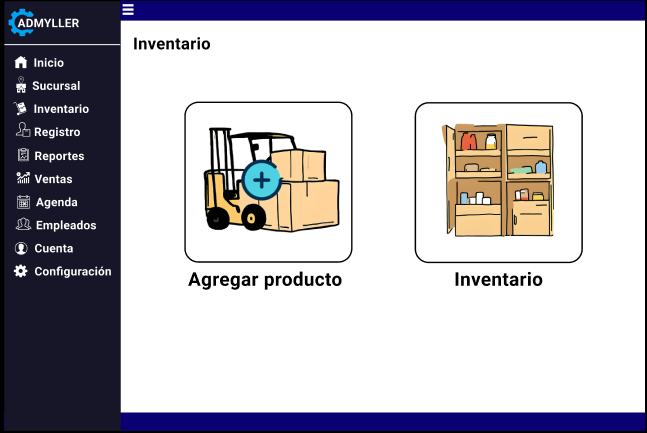 ADMYLLER
Inicio
Sucursal
Inventario
Registro
Reportes
Ventas
Agenda
Empleados
Cuenta
Configuración
Inventario
Agregar producto
Inventario